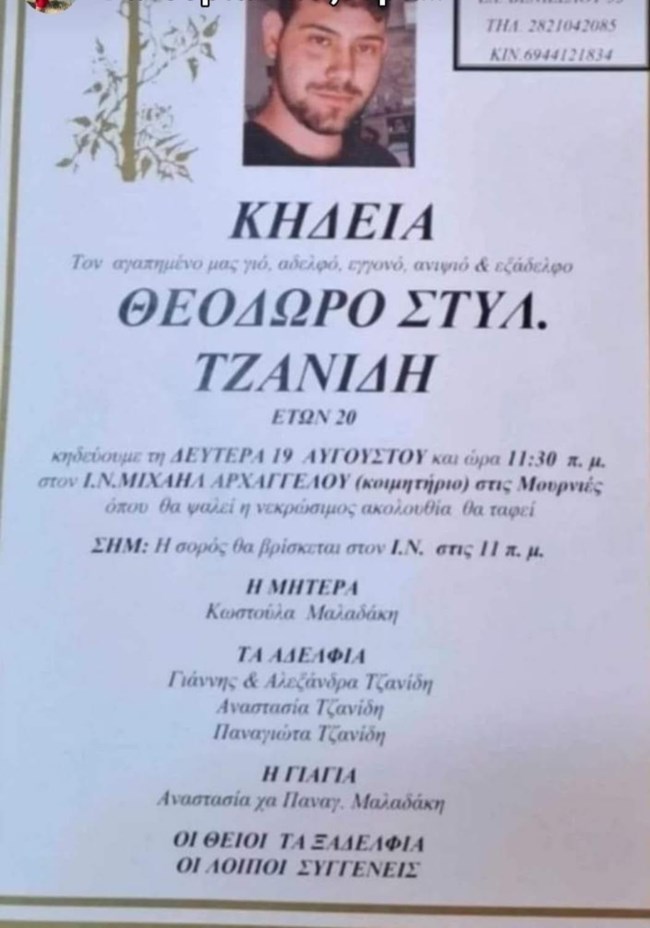 ΤΗΛ. 2821042085
ΚΙΝ.6944121834
ΚΗΔΕΙΑ
Τον αγαπημένο μας γιό, αδελφό, εγγονό, ανιψιό & εξάδελφο
ΘΕΟΔΩΡΟ ΣΤΥΛ.
ΤΖΑΝΙΔΗ
ΕΤΩΝ 20
κηδεύουμε τη ΔΕΥΤΕΡΑ 19 ΑΥΓΟΥΣΤΟΥ και ώρα 11:30 π. μ.
στον Ι.Ν.ΜΙΧΑΗΛ ΑΡΧΑΓΓΕΛΟΥ (κοιμητήριο) στις Μουρνιές
όπου θα ψαλεί η νεκρώσιμος ακολουθία θα ταφεί
ΣΗΜ: Η σορός θα βρίσκεται στον Ι.Ν. στις 11 π. μ.
Η ΜΗΤΕΡΑ
Κωστούλα Μαλαδάκη
ΤΑ ΑΔΕΛΦΙΑ
Γιάννης & Αλεξάνδρα Τζανίδη
Αναστασία Τζανίδη
Παναγιώτα Τζανίδη
Η ΓΙΑΓΙΑ
Αναστασία χα Παναγ. Μαλαδάκη
ΟΙ ΘΕΙΟΙ ΤΑ ΞΑΔΕΛΦΙΑ
ΟΙ ΛΟΙΠΟΙ ΣΥΓΓΕΝΕΙΣ